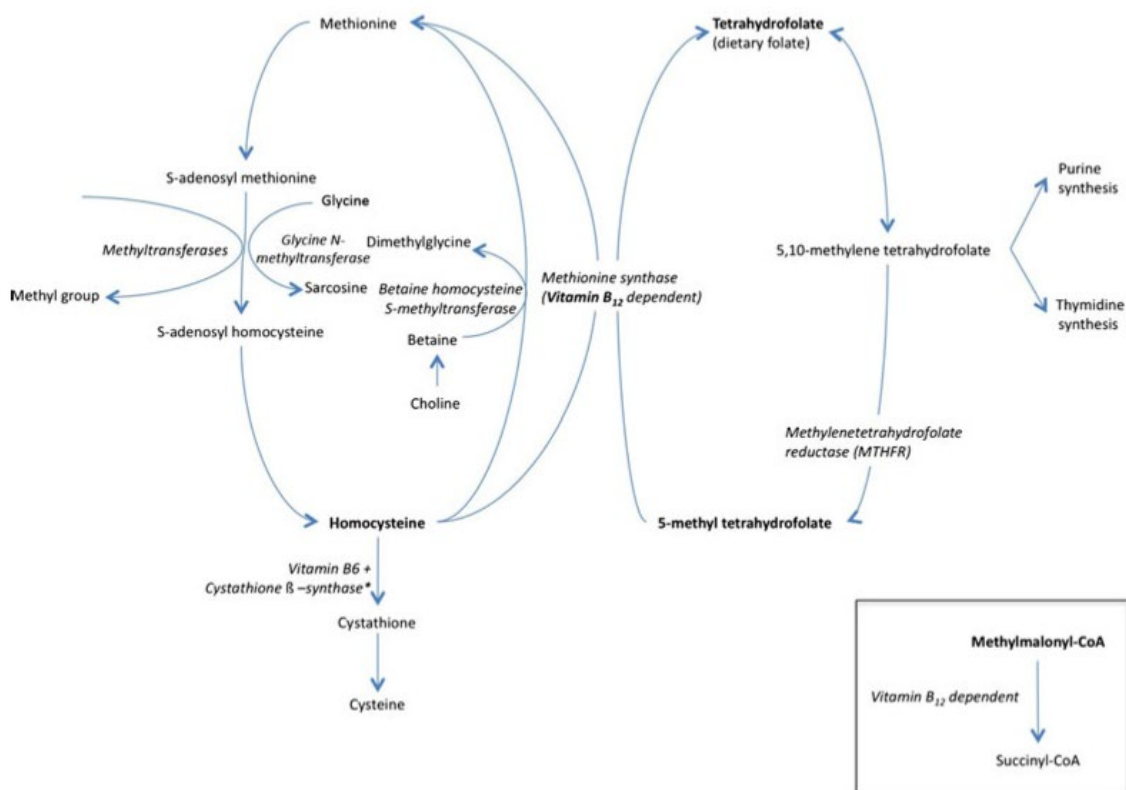 Methionine
Tetrahydrofolate
(dietary folate)
S-adenosyl methionine
Glycine
Methyltransferases
Glycine N-
methyltransferase
Dimethylglycine
Methyl group
Sarcosine
Betaine homocysteine
S-methyltransferase
S-adenosyl homocysteine
Betaine
Choline
Methionine synthase
(Vitamin B12 dependent)
5,10-methylene tetrahydrofolate
Purine
synthesis
Thymidine
synthesis
Methylenetetrahydrofolate
reductase (MTHFR)
Homocysteine
5-methyl tetrahydrofolate
Vitamin B6 +
Cystathione ß –synthase*
Cystathione
Cysteine
Methylmalonyl-CoA
Vitamin B12 dependent
Succinyl-CoA